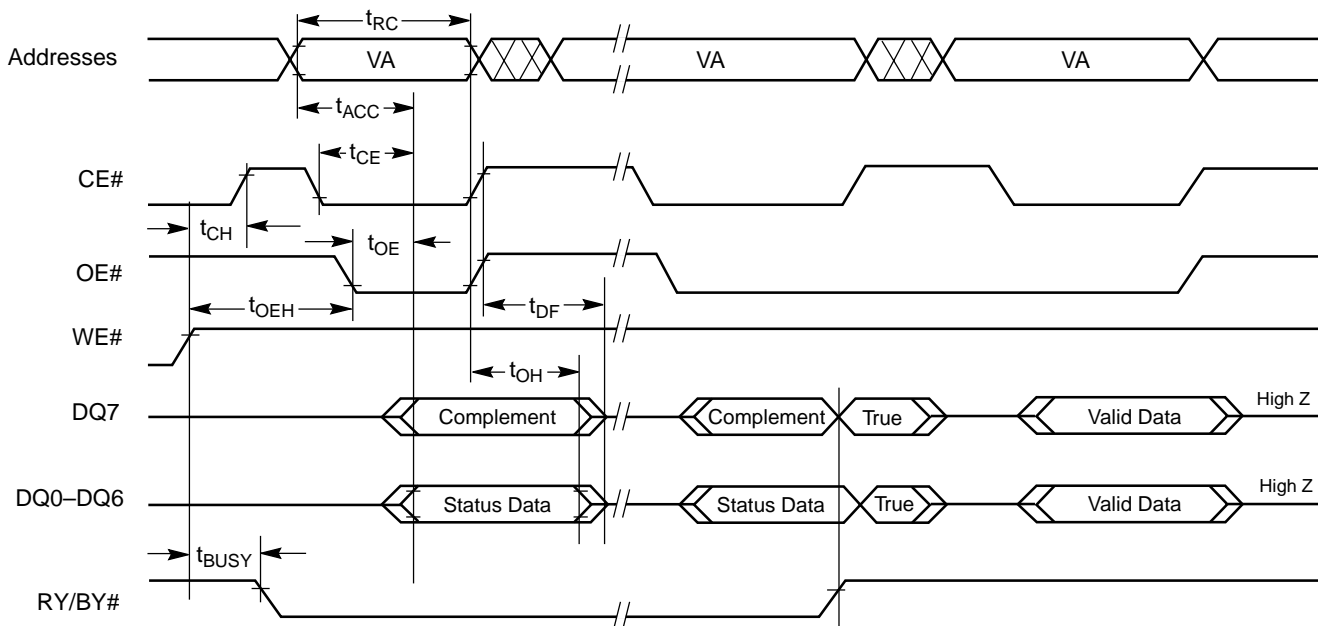 tRC
Addresses VA VA VA
tACC
tCE
CE#
tCH tOE
OE#
tOEH tDF
WE#
tOH
DQ7 Complement Complement True Valid Data High Z
DQ0–DQ6 Status Data Status Data True Valid Data High Z
tBUSY
RY/BY#